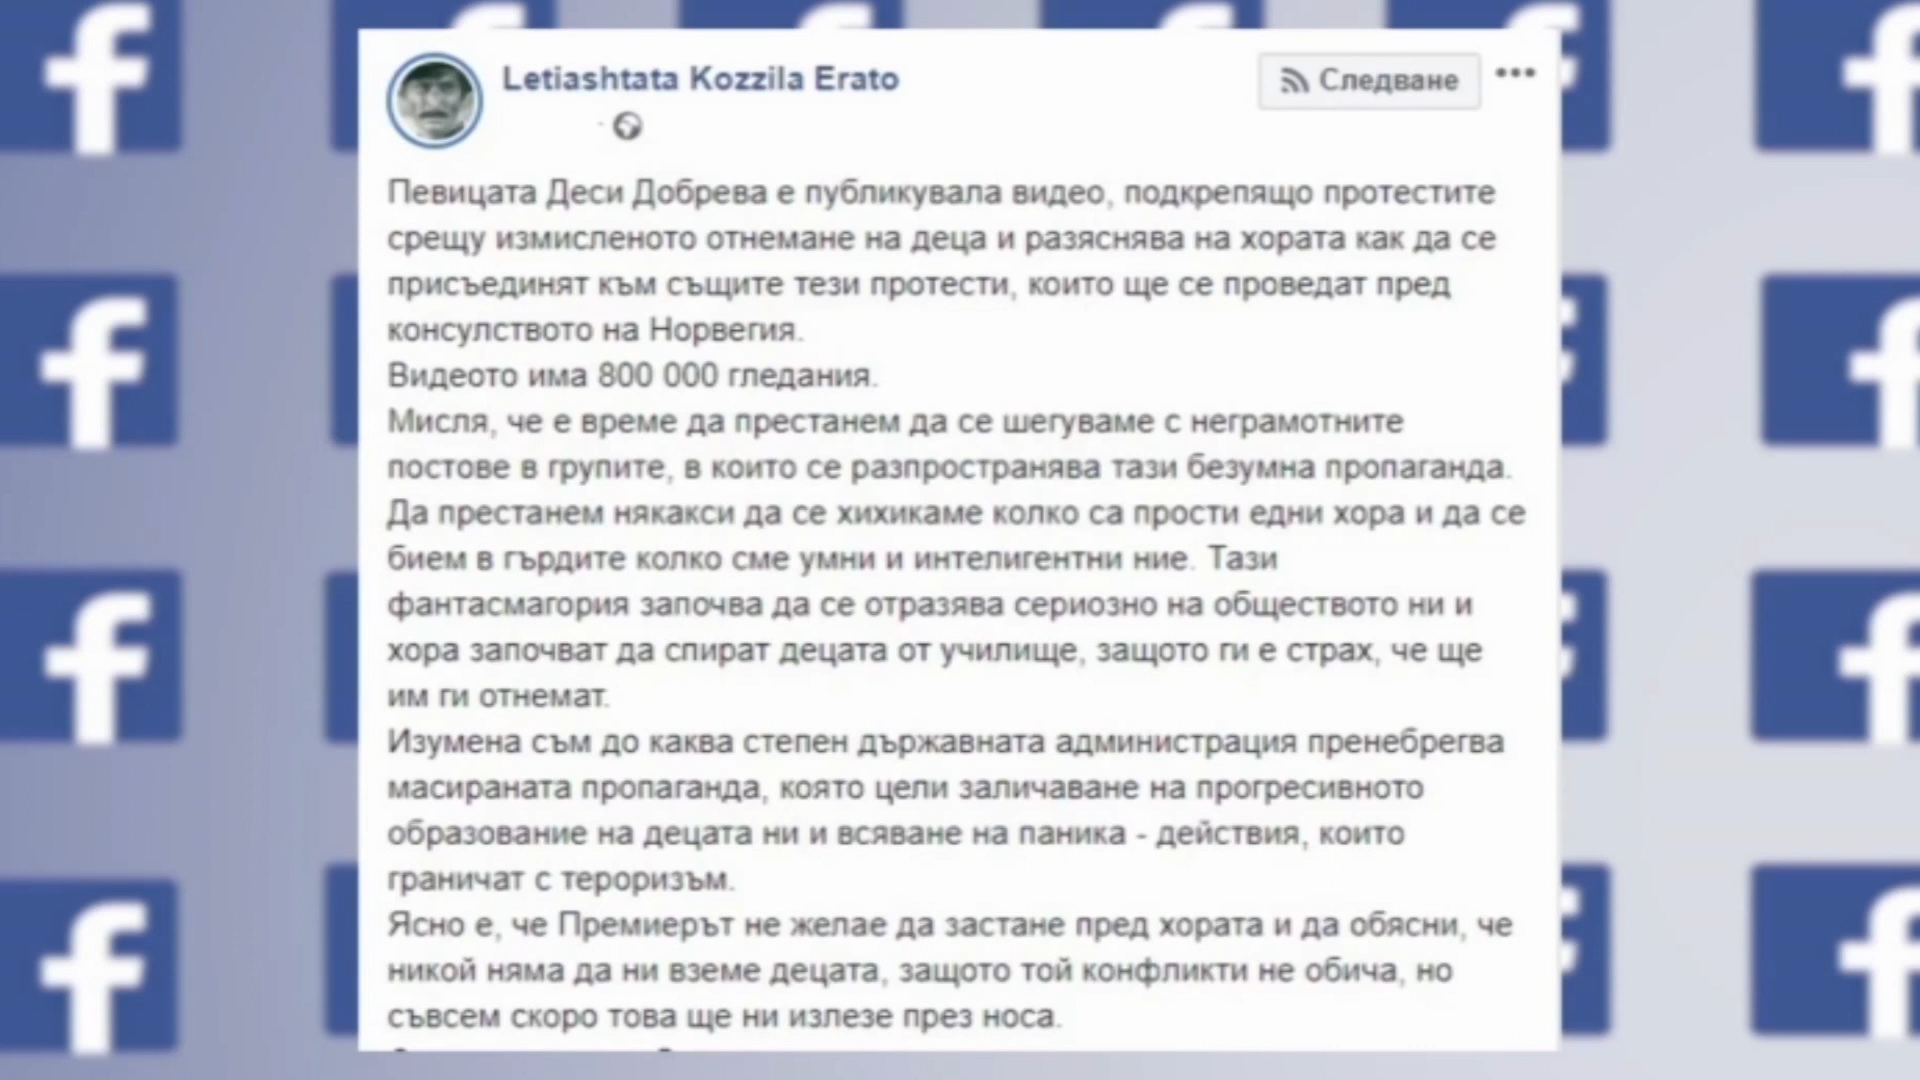 Letiashtata Kozzila Erato
Следване
Певицата Деси Добрева е публикувала видео, подкрепящо протестите
срещу измисленото отнемане на деца и разяснява на хората как да се
присъединят към същите тези протести, които ще се проведат пред
консулството на Норвегия.
Видеото има 800 000 гледания.
Мисля, че е време да престанем да се шегуваме с неграмотните
постове в групите, в които се разпространява тази безумна пропаганда.
Да престанем някакси да се хихикаме колко са прости едни хора и да се
бием в гърдите колко сме умни и интелигентни ние. Тази
фантасмагория започва да се отразява сериозно на обществото ни и
хора започват да спират децата от училище, защото ги е страх, че ще
им ги отнемат.
Изумена съм до каква степен държавната администрация пренебрегва
масираната пропаганда, която цели заличаване на прогресивното
образование на децата ни и всяване на паника - действия, които
граничат с тероризъм.
Ясно е, че Премиерът не желае да застане пред хората и да обясни, че
никой няма да ни вземе децата, защото той конфликти не обича, но
съвсем скоро това ще ни излезе през носа.